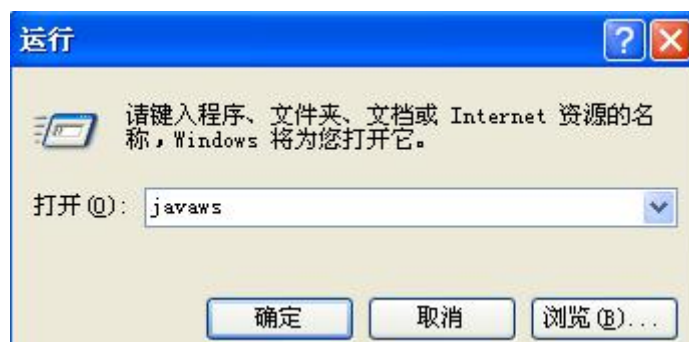 运行
请键入程序、文件夹、文档或 Internet 资源的名
称,Windows 将为您打开它。
打开(O): javaws
确定 取消 浏览(B)...